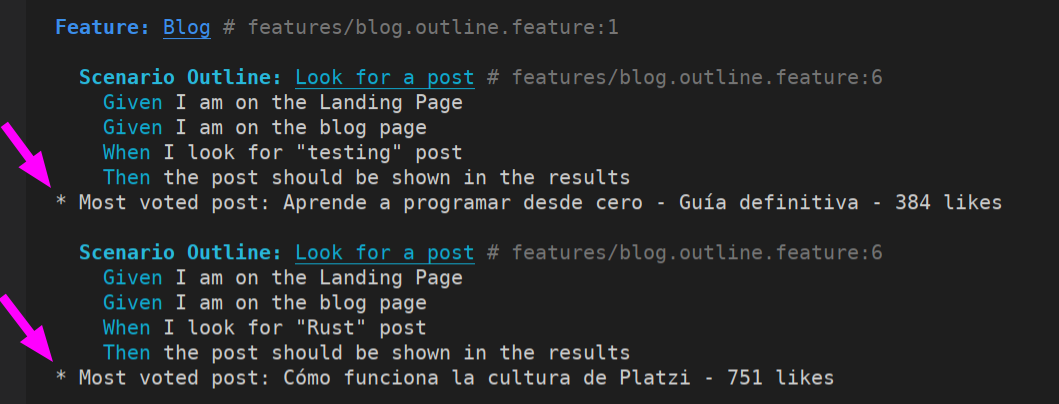 Feature: Blog # features/blog.outline.feature:1
Scenario Outline: Look for a post # features/blog.outline.feature:6
Given I am on the Landing Page
Given I am on the blog page
When I look for "testing" post
Then the post should be shown in the results
* Most voted post: Aprende a programar desde cero - Guía definitiva - 384 likes
Scenario Outline: Look for a post # features/blog.outline.feature:6
Given I am on the Landing Page
Given I am on the blog page
When I look for "Rust" post
Then the post should be shown in the results
* Most voted post: Cómo funciona la cultura de Platzi - 751 likes